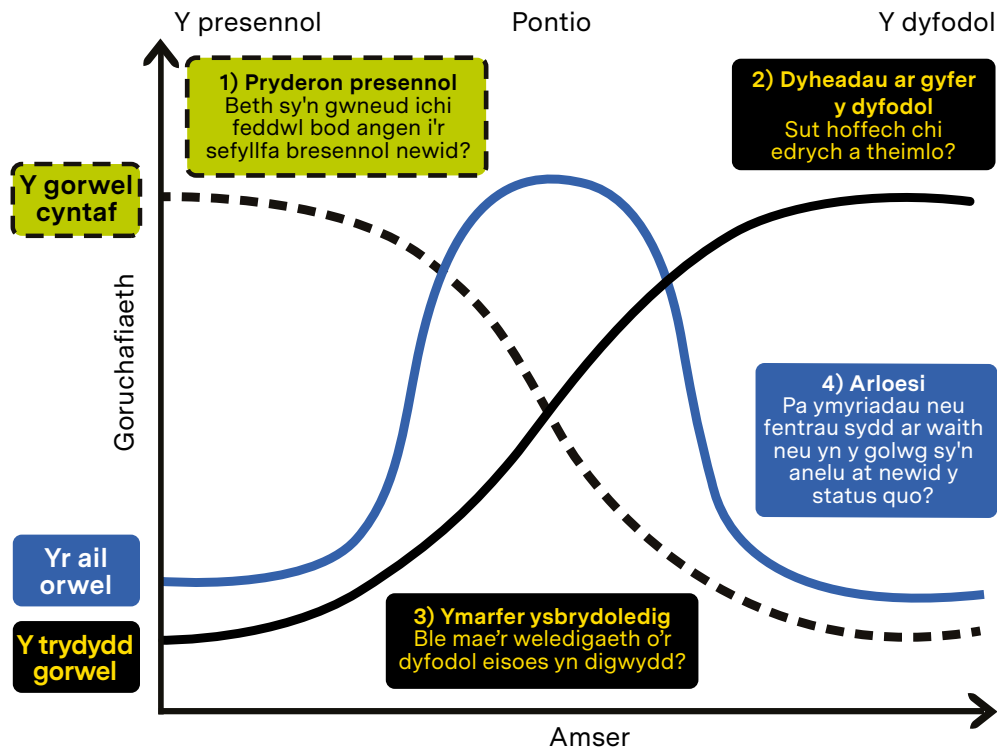 Y presennol
Pontio
Y dyfodol
1) Pryderon presennol
Beth sy'n gwneud ichi
feddwl bod angen i'r
sefyllfa bresennol newid?
2) Dyheadau ar gyfer
y dyfodol
Sut hoffech chi
edrych a theimlo?
Y gorwel
cyntaf
Goruchafiaeth
4) Arloesi
Pa ymyriadau neu
fentrau sydd ar waith
neu yn y golwg sy'n
anelu at newid y
status quo?
Yr ail
orwel
3) Ymarfer ysbrydoledig
Ble mae’r weledigaeth o’r
dyfodol eisoes yn digwydd?
Y trydydd
gorwel
Amser